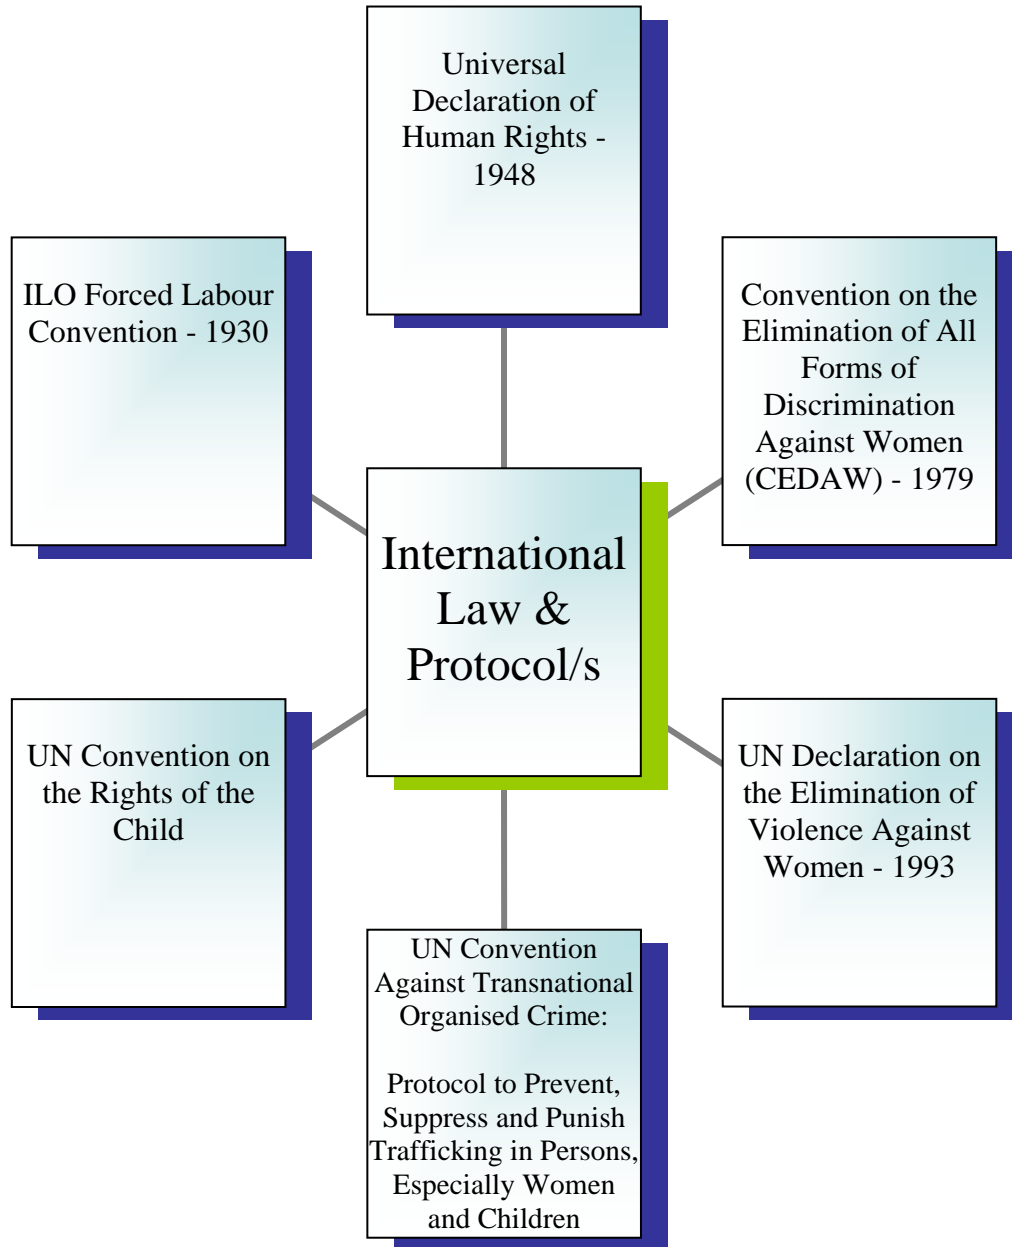 Universal
Declaration of
Human Rights -
1948
ILO Forced Labour
Convention - 1930
Convention on the
Elimination of All
Forms of
Discrimination
Against Women
(CEDAW) - 1979
International
Law &
Protocol/s
UN Convention on
the Rights of the
Child
UN Declaration on
the Elimination of
Violence Against
Women - 1993
UN Convention
Against Transnational
Organised Crime:
Protocol to Prevent,
Suppress and Punish
Trafficking in Persons,
Especially Women
and Children